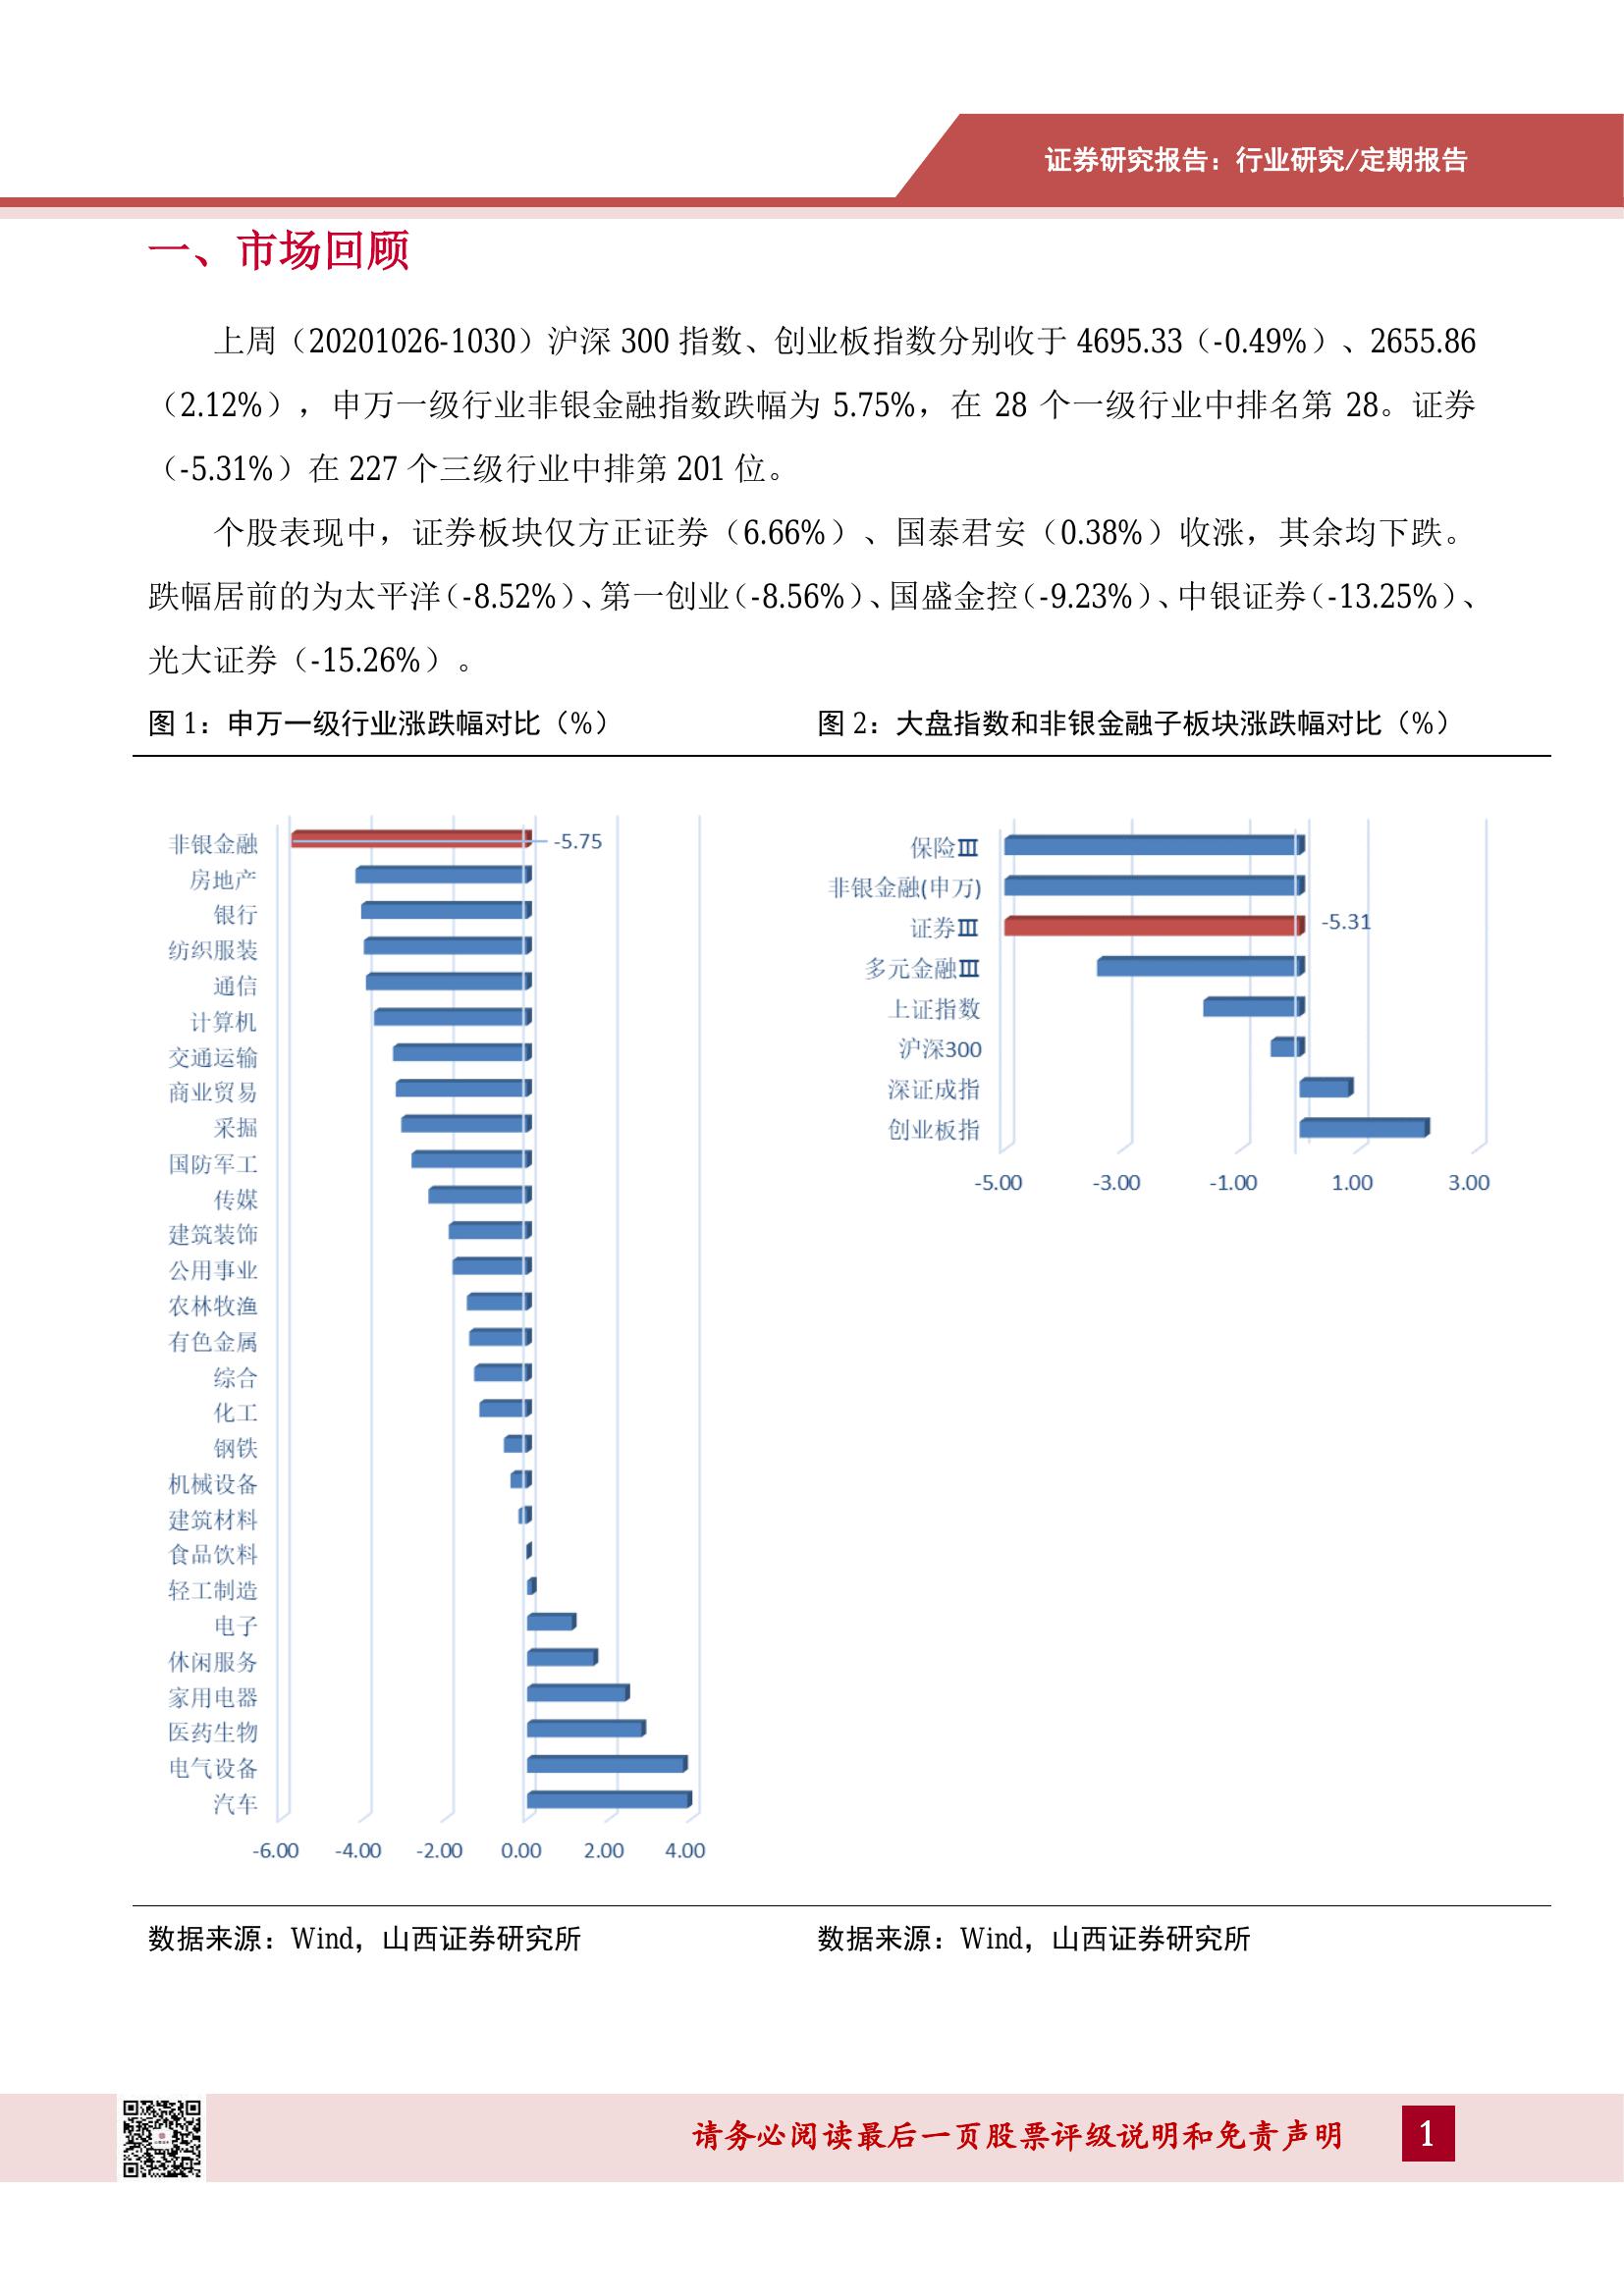 证券研究报告：行业研究/定期报告
一、市场回顾
上周（20201026-1030）沪深 300 指数、创业板指数分别收于 4695.33（-0.49%）、2655.86
（2.12%），申万一级行业非银金融指数跌幅为 5.75%，在 28 个一级行业中排名第 28。证券
（-5.31%）在 227 个三级行业中排第 201 位。
个股表现中，证券板块仅方正证券（6.66%）、国泰君安（0.38%）收涨，其余均下跌。
跌幅居前的为太平洋（-8.52%）、第一创业（-8.56%）、国盛金控（-9.23%）、中银证券（-13.25%）、
光大证券（-15.26%）。
图 1：申万一级行业涨跌幅对比（%）
非银金融
-5.75
房地产
银行
纺织服装
通信
计算机
交通运输
商业贸易
采掘
国防军工
传媒
建筑装饰
公用事业
农林牧渔
有色金属
综合
化工
钢铁
机械设备
建筑材料
食品饮料
轻工制造
电子
休闲服务
家用电器
医药生物
电气设备
汽车
-6.00 -4.00 -2.00 0.00 2.00 4.00
数据来源：Wind，山西证券研究所
图 2：大盘指数和非银金融子板块涨跌幅对比（%）
保险Ⅲ
非银金融(申万)
证券Ⅲ
-5.31
多元金融Ⅲ
上证指数
沪深300
深证成指
创业板指
-5.00 -3.00 -1.00 1.00 3.00
数据来源：Wind，山西证券研究所
请务必阅读最后一页股票评级说明和免责声明
1